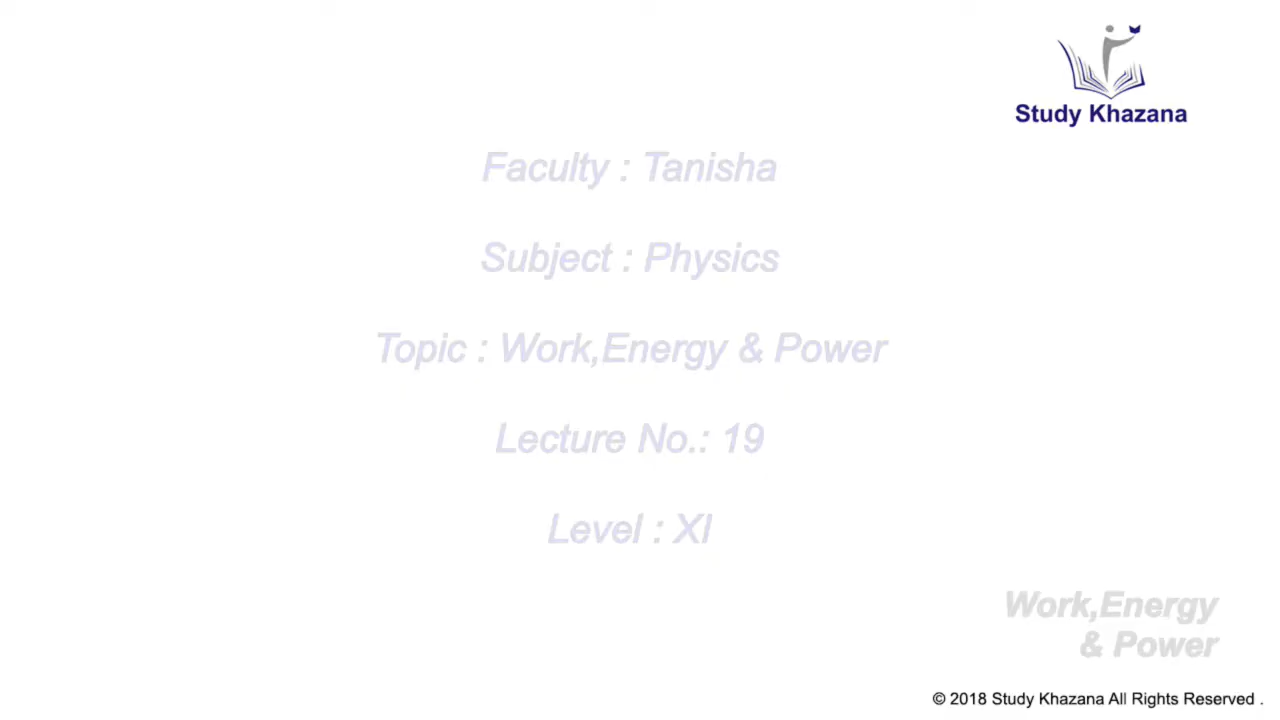 Study Khazana
Faculty : Tanisha
Subject : Physics
Topic : Work,Energy & Power
Lecture No.: 19
Level : XI
Work,Energy
& Power
© 2018 Study Khazana All Rights Reserved .